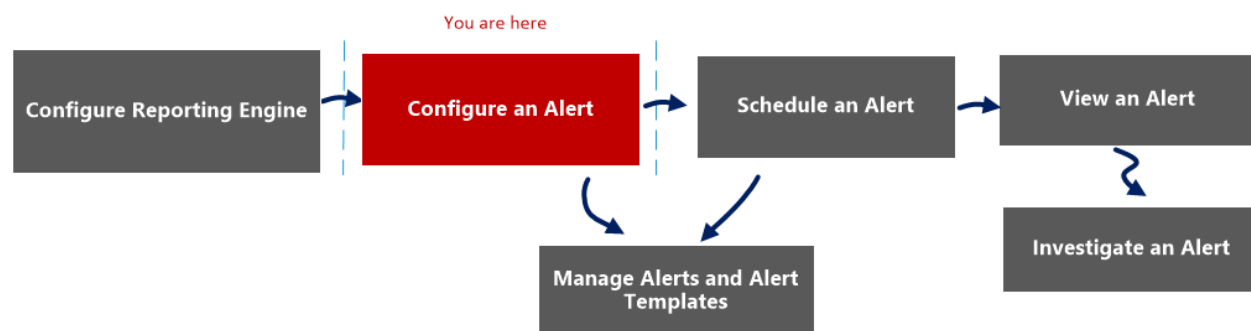 You are here
Configure Reporting Engine
Configure an Alert
Schedule an Alert
View an Alert
Manage Alerts and Alert
Templates
Investigate an Alert